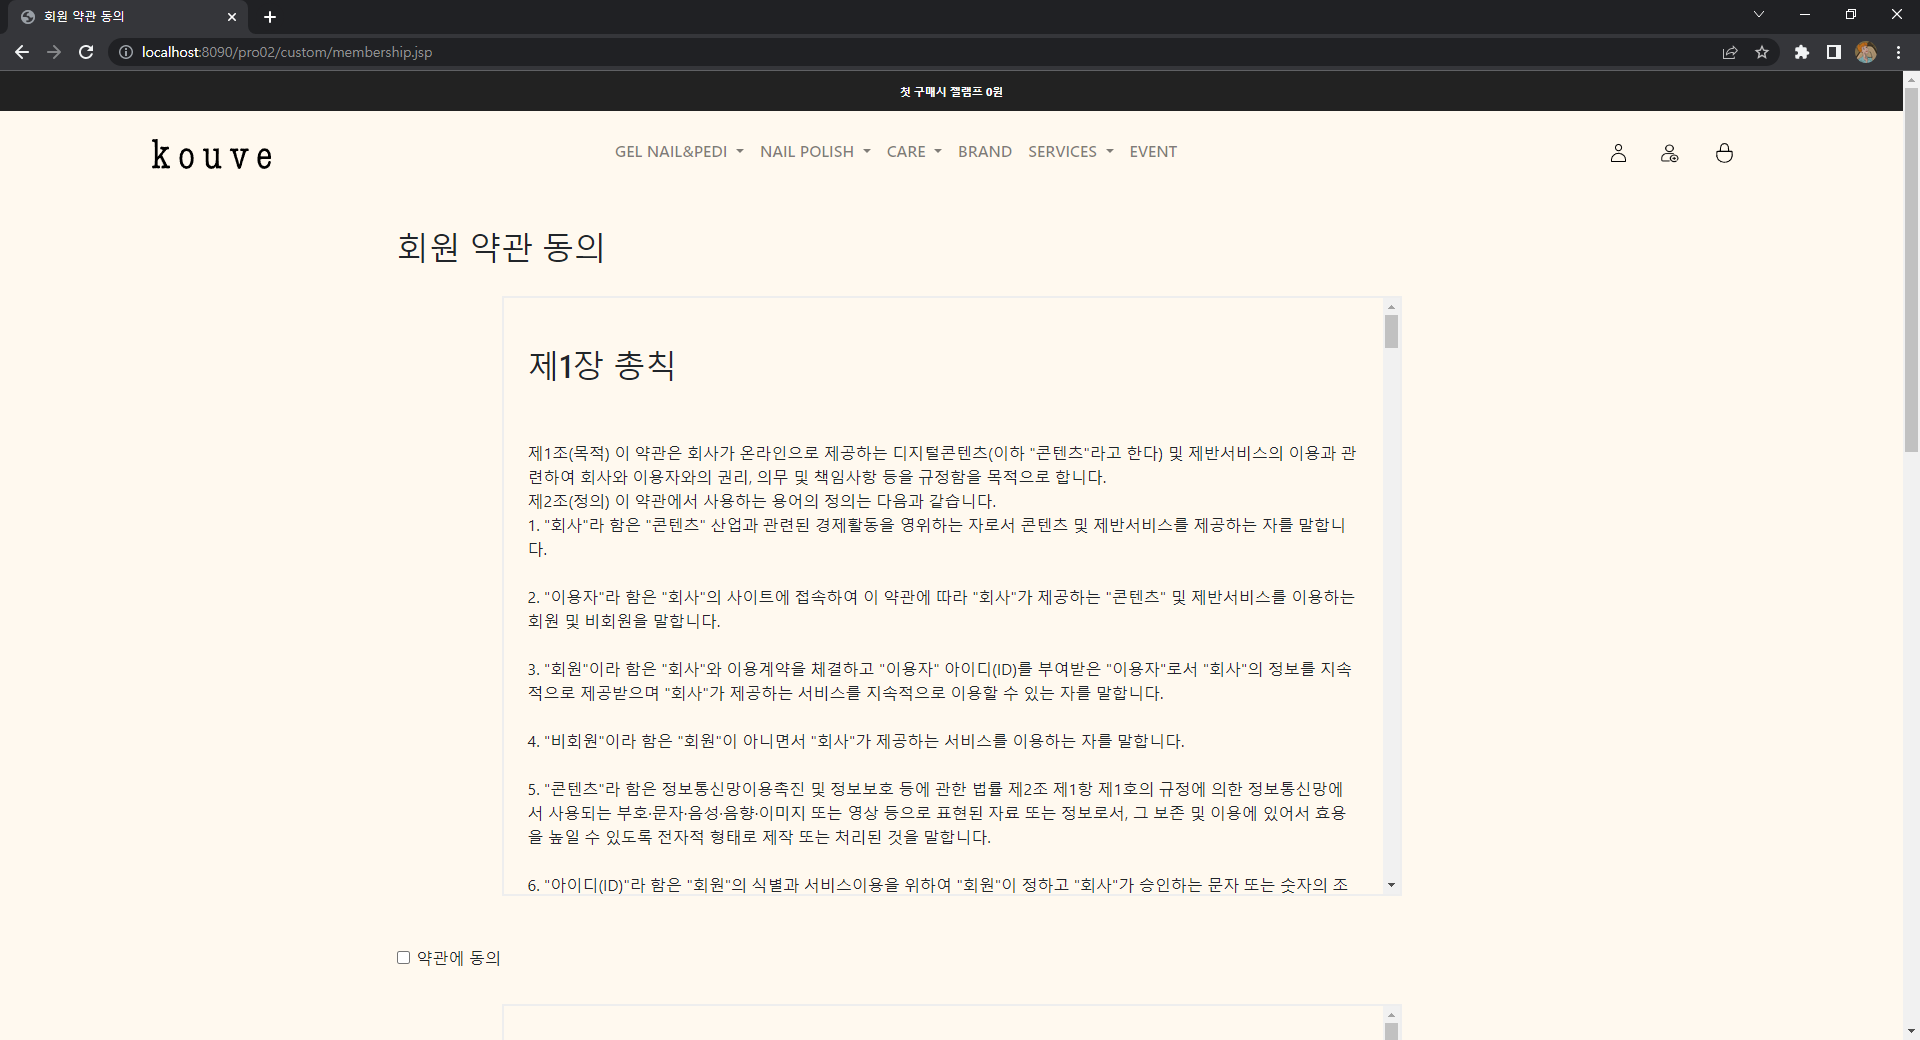 회원 약관 동의
localhost:8090/pro02/custom/membership.jsp
첫 구매시 젤램프 0원
kouve
GEL NAIL&PEDI NAIL POLISH CARE BRAND SERVICES EVENT
회원 약관 동의
제1장 총칙
제1조(목적) 이 약관은 회사가 온라인으로 제공하는 디지털콘텐츠(이하 "콘텐츠"라고 한다) 및 제반서비스의 이용과 관
련하여 회사와 이용자와의 권리, 의무 및 책임사항 등을 규정함을 목적으로 합니다.
제2조(정의) 이 약관에서 사용하는 용어의 정의는 다음과 같습니다.
1. "회사"라 함은 "콘텐츠" 산업과 관련된 경제활동을 영위하는 자로서 콘텐츠 및 제반서비스를 제공하는 자를 말합니
다.
2. "이용자"라 함은 "회사"의 사이트에 접속하여 이 약관에 따라 "회사"가 제공하는 "콘텐츠" 및 제반서비스를 이용하는
회원 및 비회원을 말합니다.
3. "회원"이라 함은 "회사"와 이용계약을 체결하고 "이용자" 아이디(ID)를 부여받은 "이용자"로서 "회사"의 정보를 지속
적으로 제공받으며 "회사"가 제공하는 서비스를 지속적으로 이용할 수 있는 자를 말합니다.
4. "비회원"이라 함은 "회원"이 아니면서 "회사"가 제공하는 서비스를 이용하는 자를 말합니다.
5. "콘텐츠"라 함은 정보통신망이용촉진 및 정보보호 등에 관한 법률 제2조 제1항 제1호의 규정에 의한 정보통신망에
서 사용되는 부호·문자·음성·음향·이미지 또는 영상 등으로 표현된 자료 또는 정보로서, 그 보존 및 이용에 있어서 효용
을 높일 수 있도록 전자적 형태로 제작 또는 처리된 것을 말합니다.
6. "아이디(ID)"라 함은 "회원"의 식별과 서비스이용을 위하여 "회원"이 정하고 "회사"가 승인하는 문자 또는 숫자의 조
약관에 동의